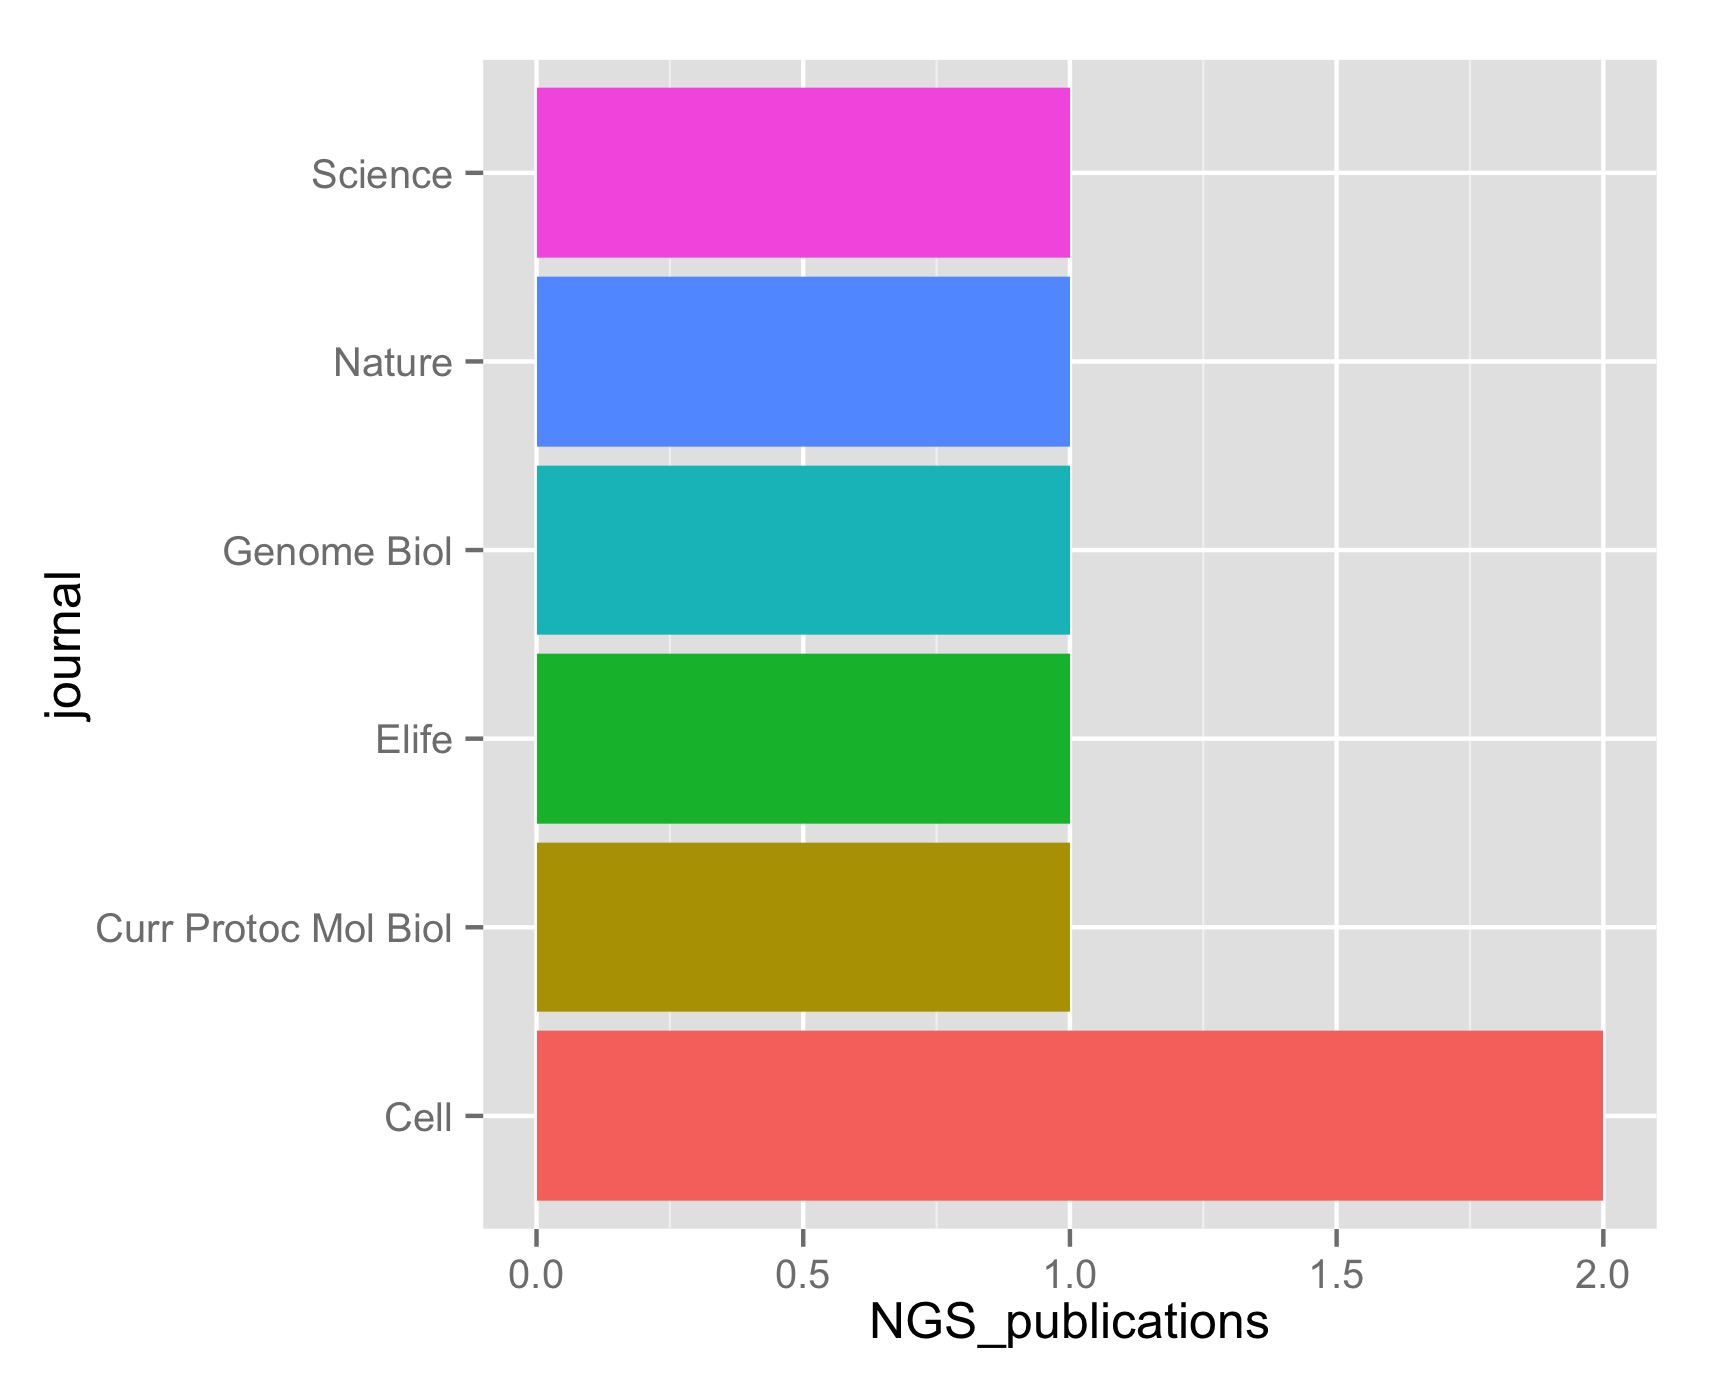 Science
Nature
Genome Biol
Elife
Curr Protoc Mol Biol
Cell
journal
0.0 0.5 1.0 1.5 2.0
NGS_publications